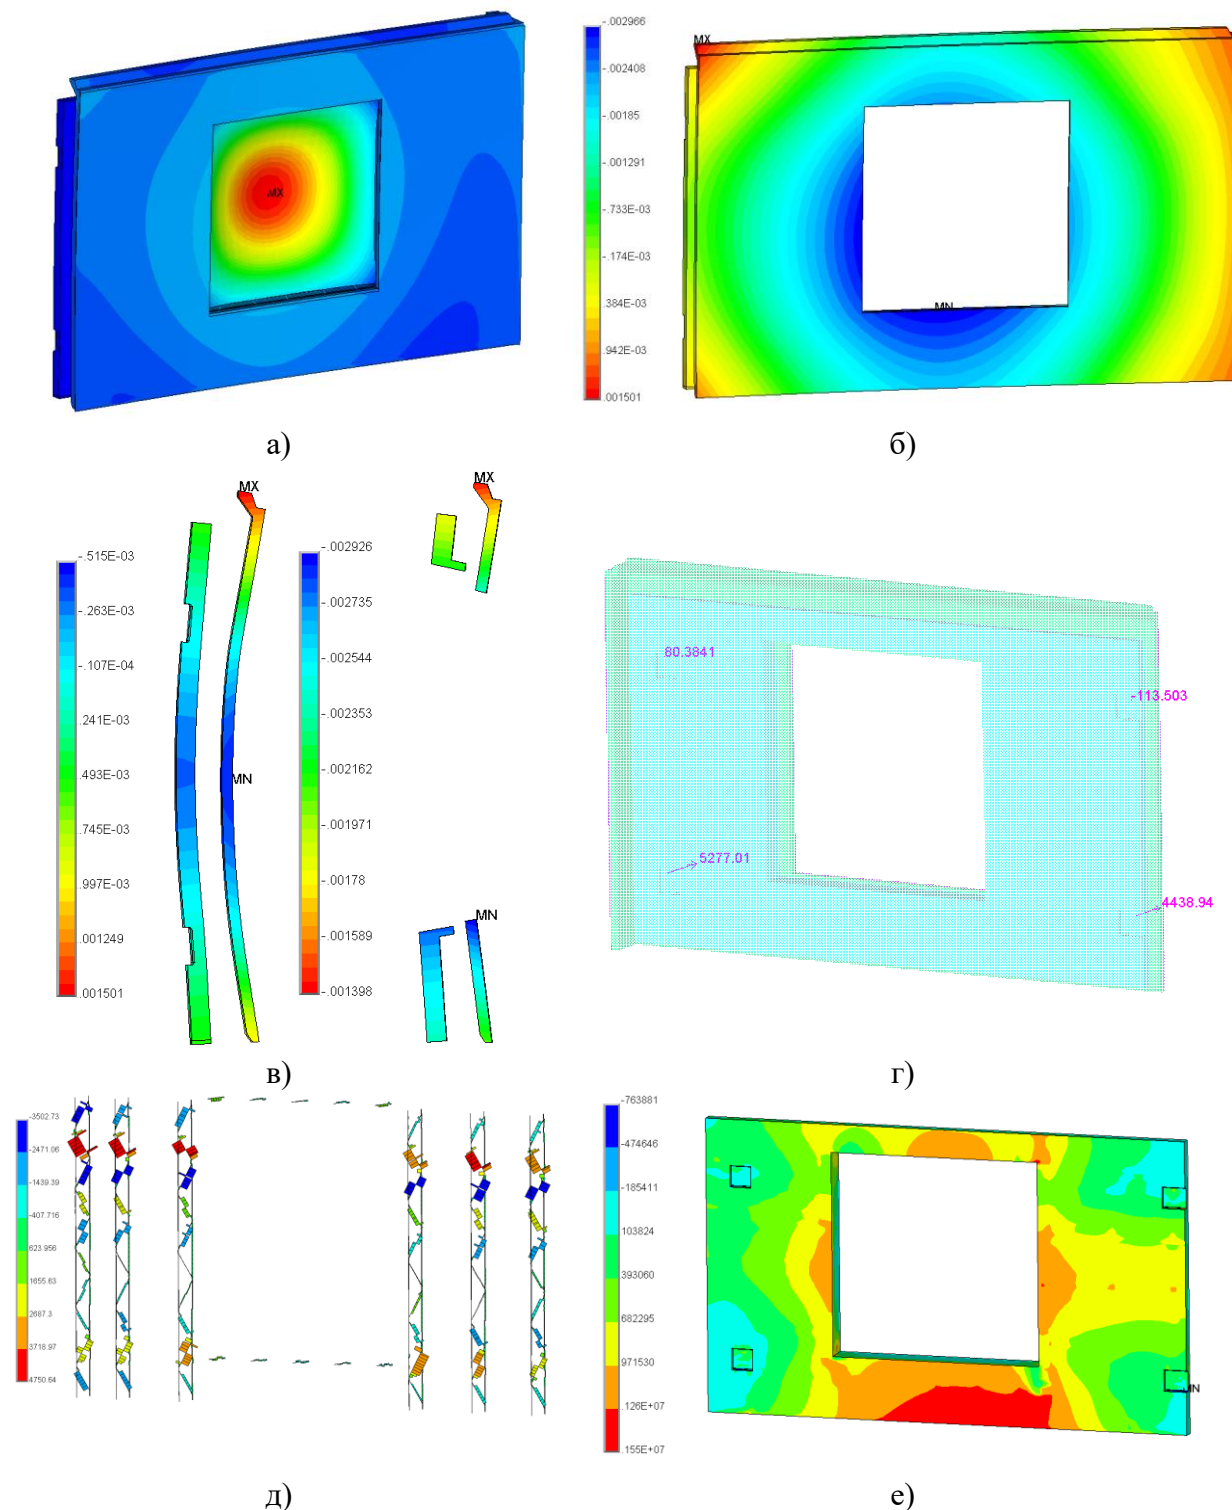 MX
а)
-.002966
-.002408
-.00185
-.001291
-.733E-03
-.174E-03
.384E-03
.942E-03
.001501
MX
MN
б)
-.515E-03
-.263E-03
-.107E-04
.241E-03
.493E-03
.745E-03
.997E-03
.001249
.001501
MX
MN
-.002926
-.002735
-.002544
-.002353
-.002162
-.001971
-.00178
-.001589
-.001398
MX
MN
в)
80.3841
-113.503
5277.01
4438.94
г)
-3502.73
-2471.06
-1439.39
-407.716
623.956
1655.63
2687.3
3718.97
4750.64
д)
-763881
-474646
-185411
103824
393060
682295
971530
.126E+07
.155E+07
MN
е)